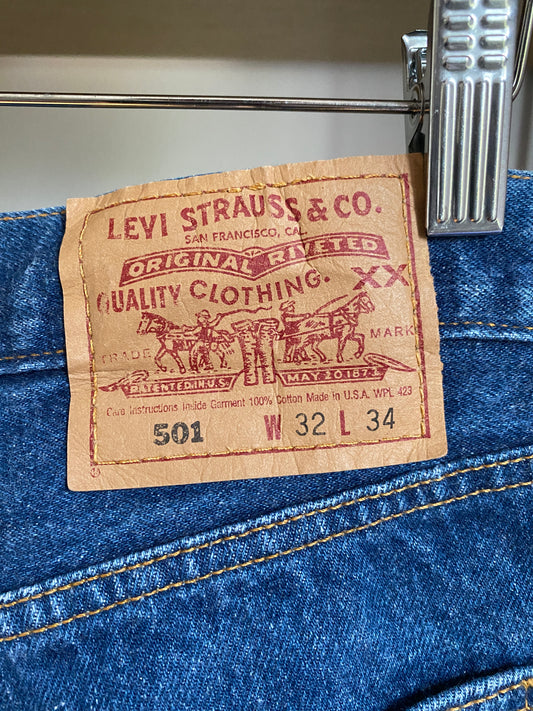 LEVI STRAUSS & CO.
SAN FRANCISCO, CAL.
ORIGINAL RIVETED
QUALITY CLOTHING. XX
TRADE MARK
PATENTED IN U.S. MAY 20.1873
Care Instructions Inside Garment 100% Cotton Made in U.S.A. WPL 423
501 W 32 L 34